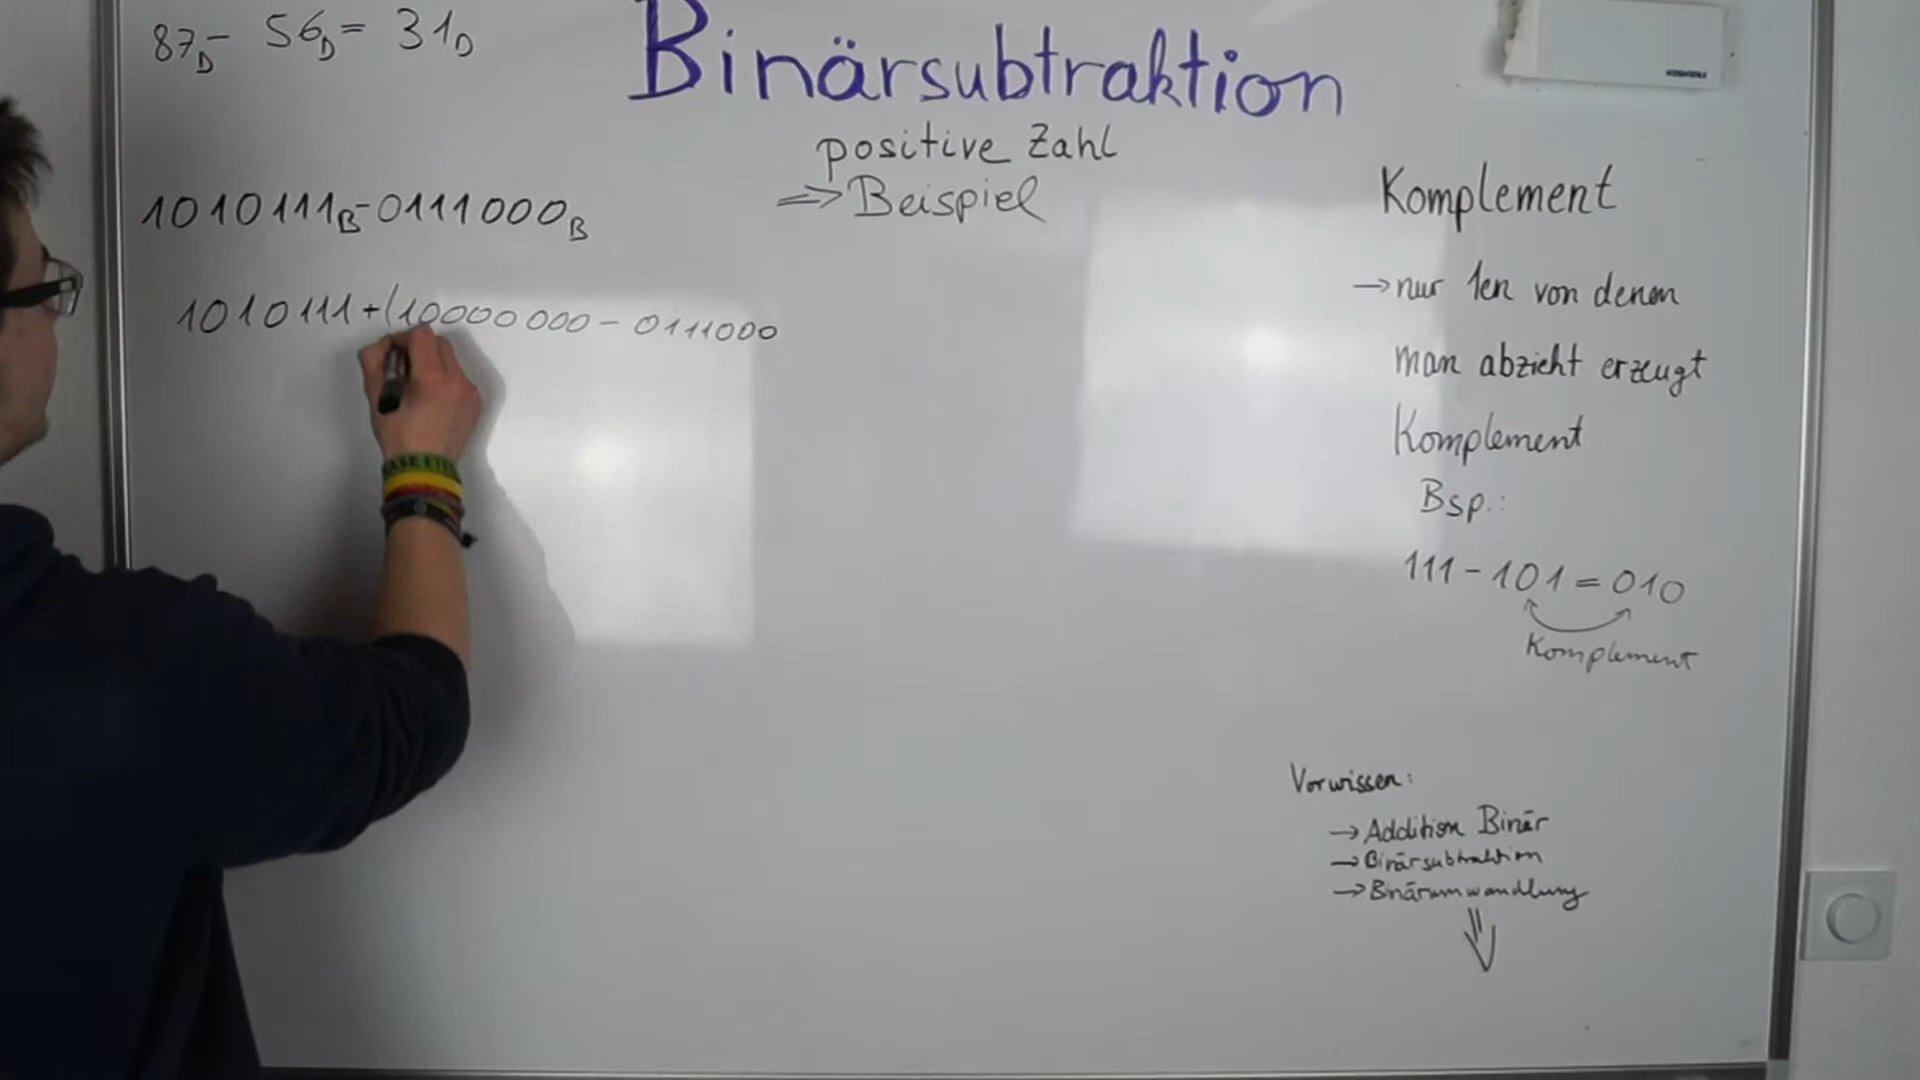 87D- 56D= 31D
Binärsubtraktion
positive Zahl
=> Beispiel
1010111B-0111000B
1010111+(10000000-0111000
Komplement
→nur 1en von denen
man abzieht erzeugt
Komplement
Bsp.:
111-101=010
Komplement
Vorwissen:
→Addition Binär
→Binärsubtraktion
→Binärumwandlung